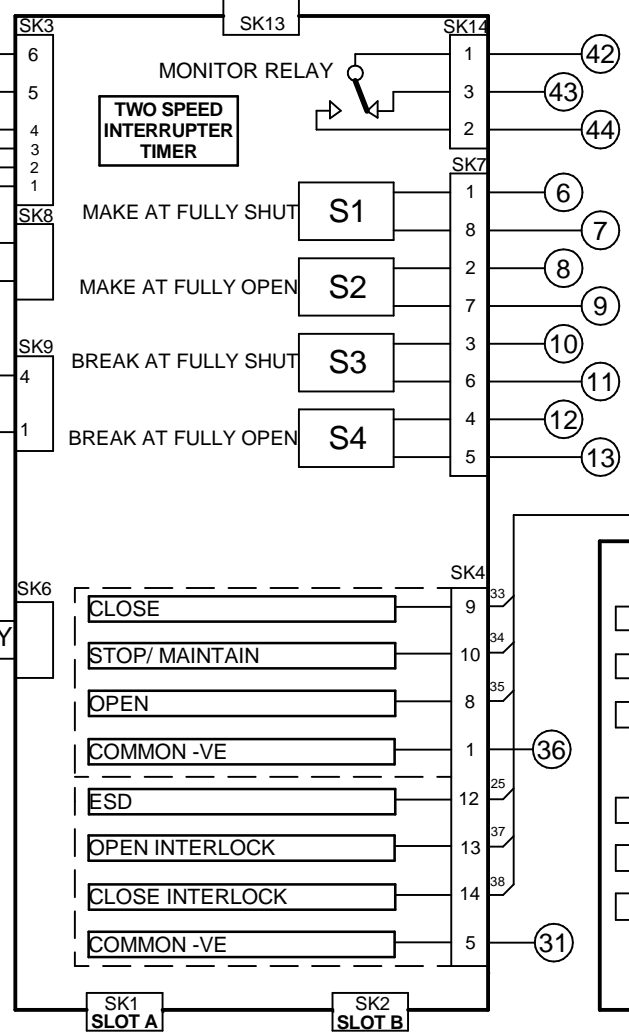 SK3
SK13
SK14
6
MONITOR RELAY
1
42
5
3
43
TWO SPEED
INTERRUPTER
TIMER
4
2
44
3
2
1
SK7
MAKE AT FULLY SHUT
S1
1
6
SK8
8
7
MAKE AT FULLY OPEN
S2
2
8
7
9
SK9
BREAK AT FULLY SHUT
S3
3
10
4
6
11
1
BREAK AT FULLY OPEN
S4
4
12
5
13
SK4
SK6
CLOSE
9
33
Y
STOP/ MAINTAIN
10
34
OPEN
8
35
COMMON -VE
1
36
ESD
12
25
OPEN INTERLOCK
13
37
CLOSE INTERLOCK
14
38
COMMON -VE
5
31
SK1
SLOT A
SK2
SLOT B